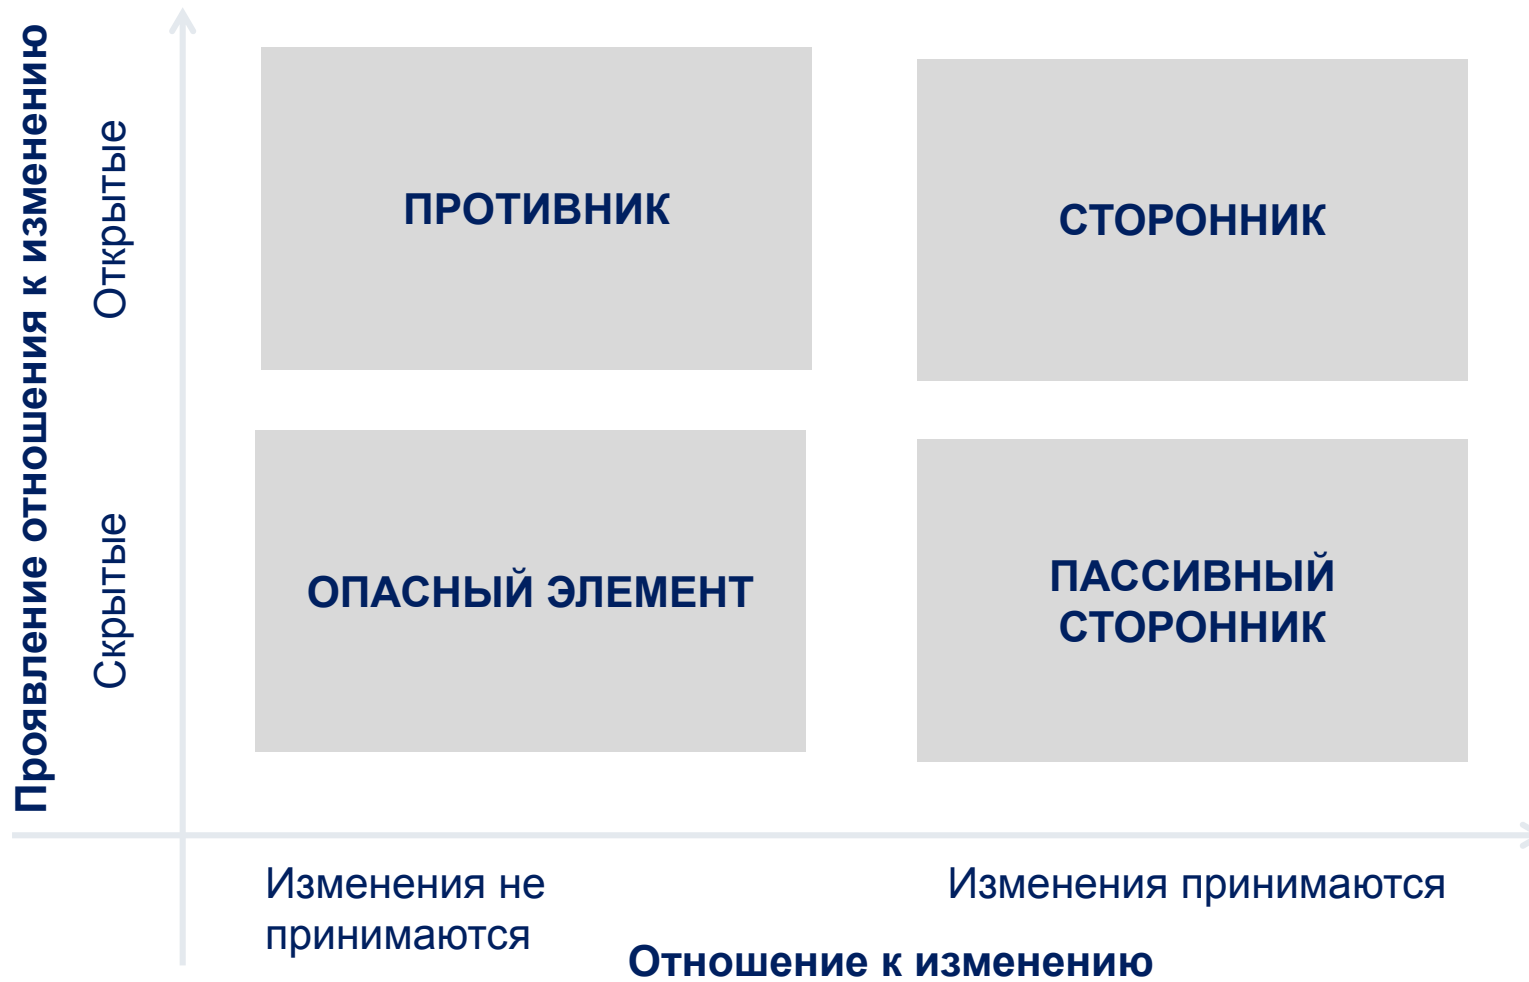 Проявление отношения к изменению
Открытые
Скрытые
ПРОТИВНИК
СТОРОННИК
ОПАСНЫЙ ЭЛЕМЕНТ
ПАССИВНЫЙ
СТОРОННИК
Изменения не
принимаются
Изменения принимаются
Отношение к изменению